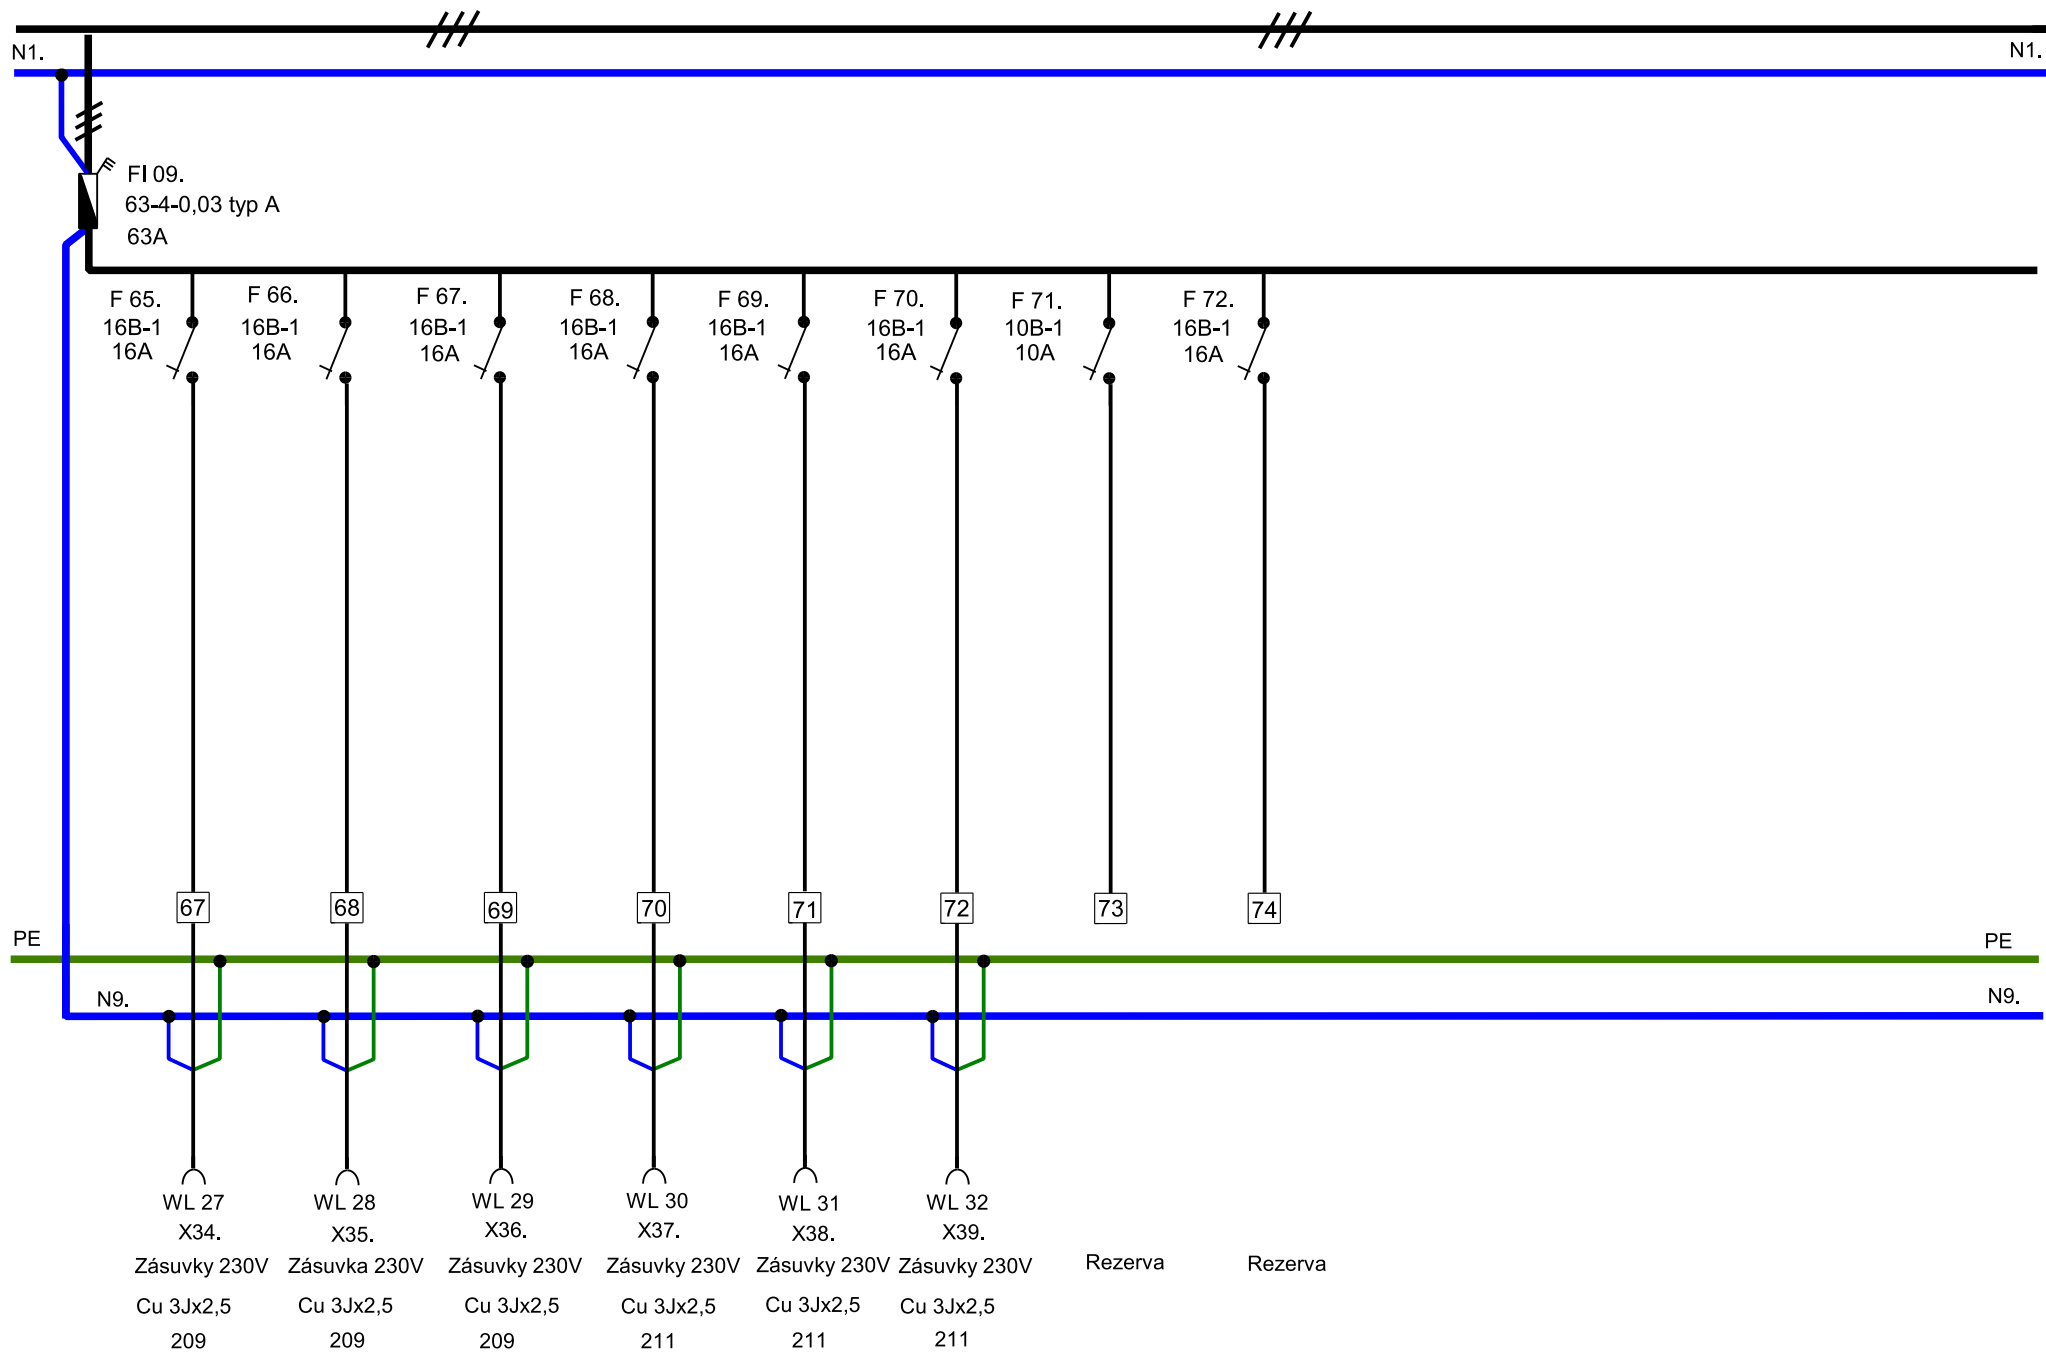 N1. N1.
FI 09.
63-4-0,03 typ A
63A
F 65. F 66. F 67. F 68. F 69. F 70. F 71. F 72.
16B-1 16B-1 16B-1 16B-1 16B-1 16B-1 10B-1 16B-1
16A 16A 16A 16A 16A 16A 10A 16A
67 68 69 70 71 72 73 74
PE PE
N9. N9.
WL 27 WL 28 WL 29 WL 30 WL 31 WL 32
X34. X35. X36. X37. X38. X39.
Zásuvky 230V Zásuvka 230V Zásuvky 230V Zásuvky 230V Zásuvky 230V Zásuvky 230V Rezerva Rezerva
Cu 3Jx2,5 Cu 3Jx2,5 Cu 3Jx2,5 Cu 3Jx2,5 Cu 3Jx2,5 Cu 3Jx2,5
209 209 209 211 211 211